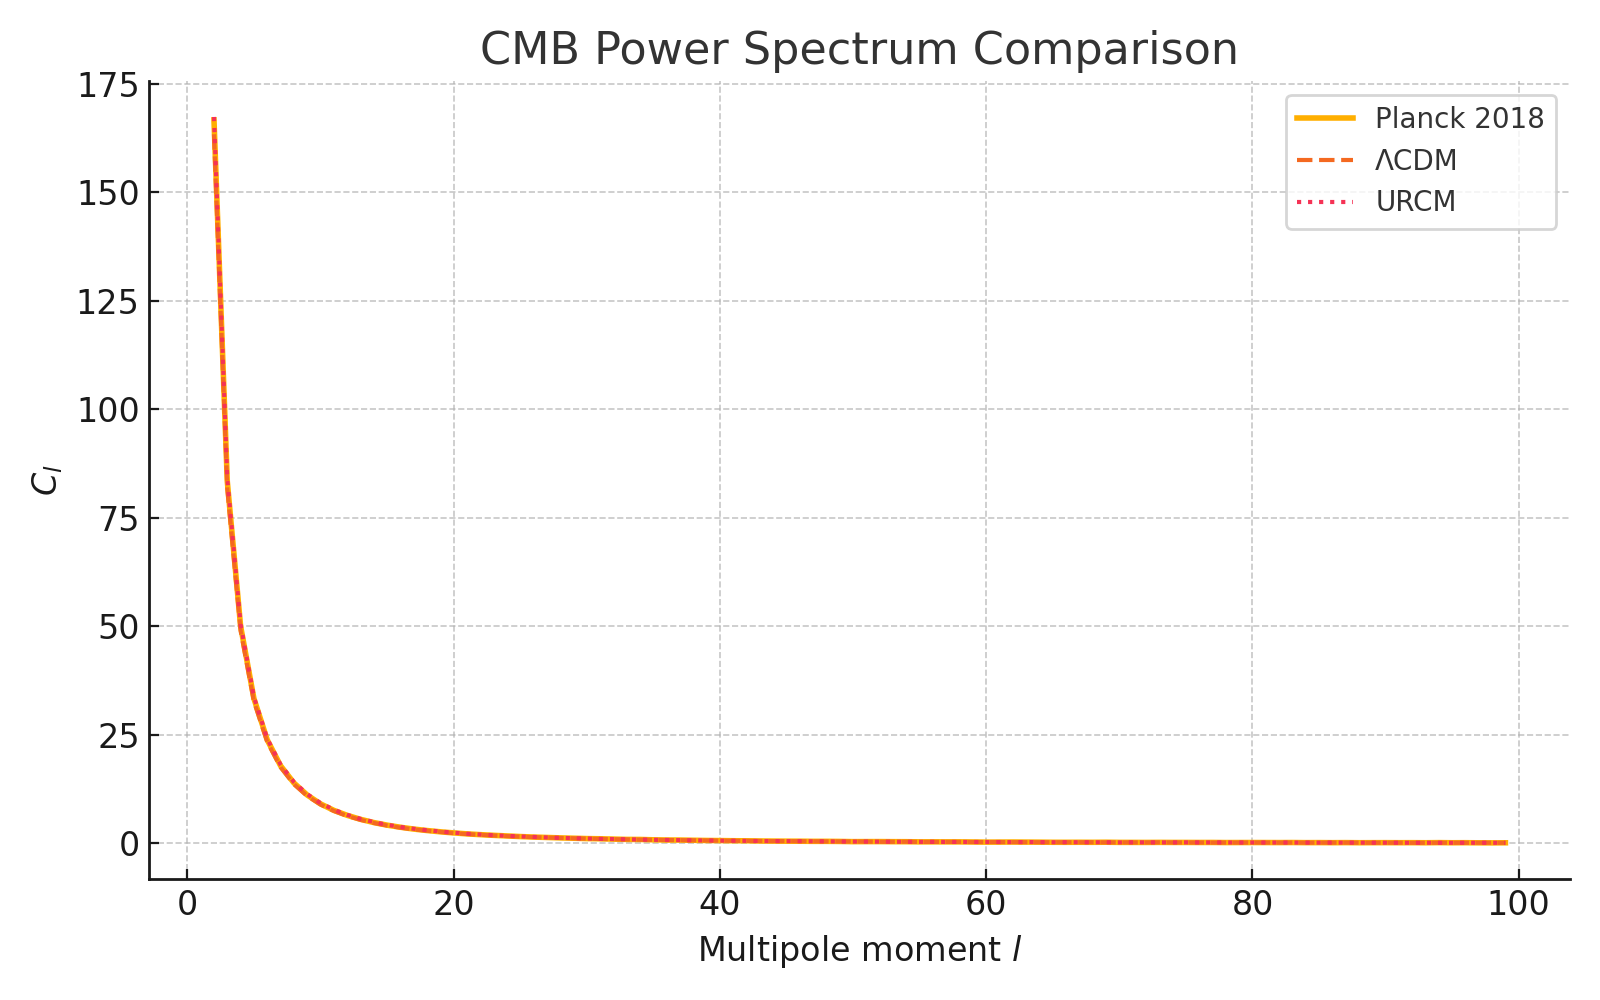 CMB Power Spectrum Comparison
175
150
125
100
75
50
25
0
C_l
Planck 2018
ΛCDM
URCM
0 20 40 60 80 100
Multipole moment l